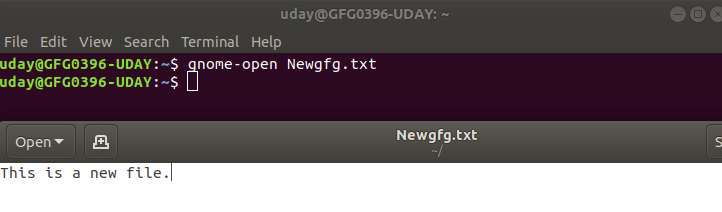 uday@GFG0396-UDAY: ~
File Edit View Search Terminal Help
uday@GFG0396-UDAY:~$ gnome-open Newgfg.txt
uday@GFG0396-UDAY:~$
Open Newgfg.txt S
~/
This is a new file.